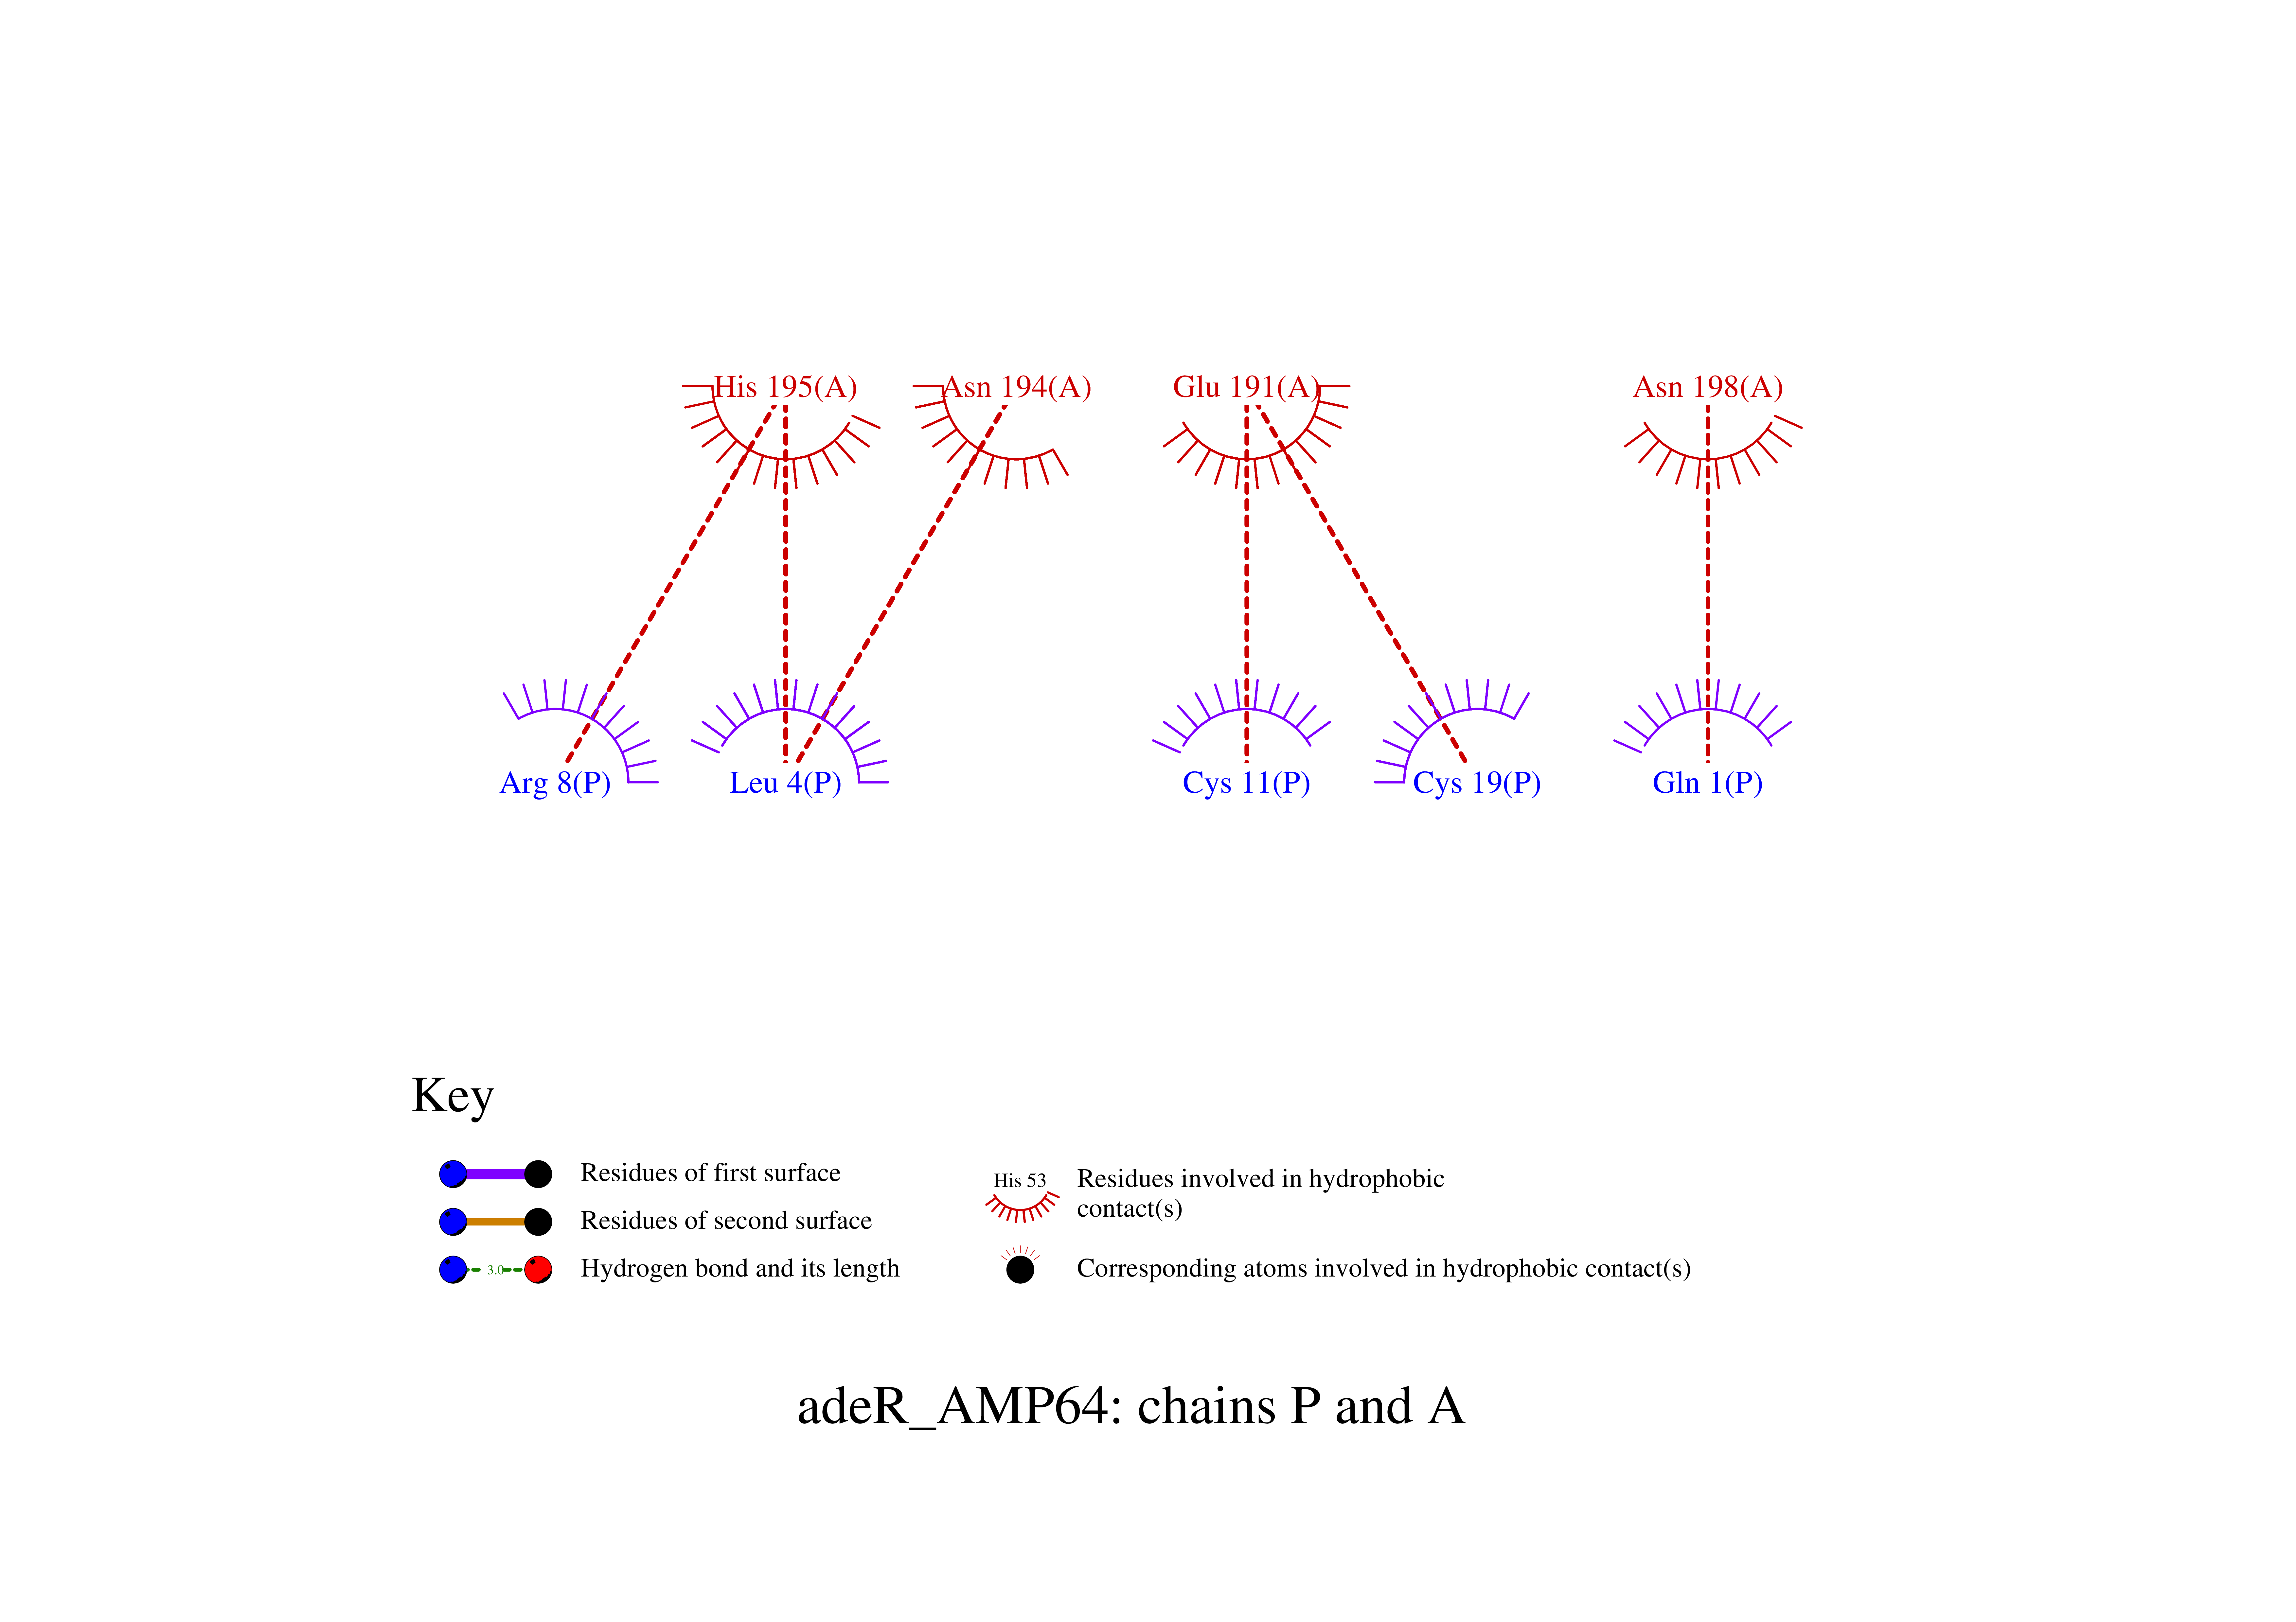 His 195(A) Asn 194(A) Glu 191(A) Asn 198(A)
Arg 8(P) Leu 4(P) Cys 11(P) Cys 19(P) Gln 1(P)
Key
Residues of first surface
Residues of second surface
3.0 Hydrogen bond and its length
His 53 Residues involved in hydrophobic
contact(s)
Corresponding atoms involved in hydrophobic contact(s)
adeR_AMP64: chains P and A